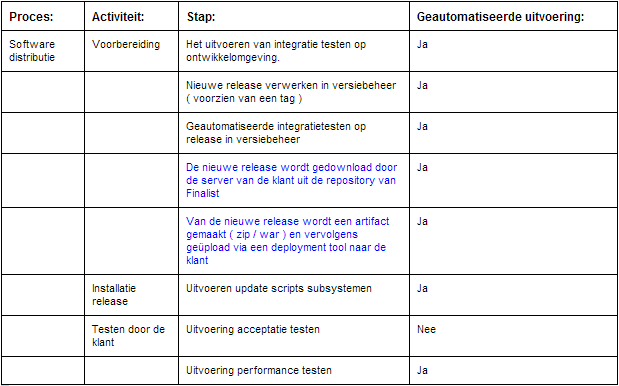 Proces: Activiteit: Stap: Geautomatiseerde uitvoering:
Software distributie
Voorbereiding
Het uitvoeren van integratie testen op
ontwikkelomgeving.
Ja
Nieuwe release verwerken in versiebeheer
( voorzien van een tag )
Ja
Geautomatiseerde integratietesten op
release in versiebeheer
Ja
De nieuwe release wordt gedownload door
de server van de klant uit de repository van
Finalist
Ja
Van de nieuwe release wordt een artifact
gemaakt ( zip / war ) en vervolgens
geüpload via een deployment tool naar de
klant
Ja
Installatie
release
Uitvoeren update scripts subsystemen
Ja
Testen door de
klant
Uitvoering acceptatie testen
Nee
Uitvoering performance testen
Ja